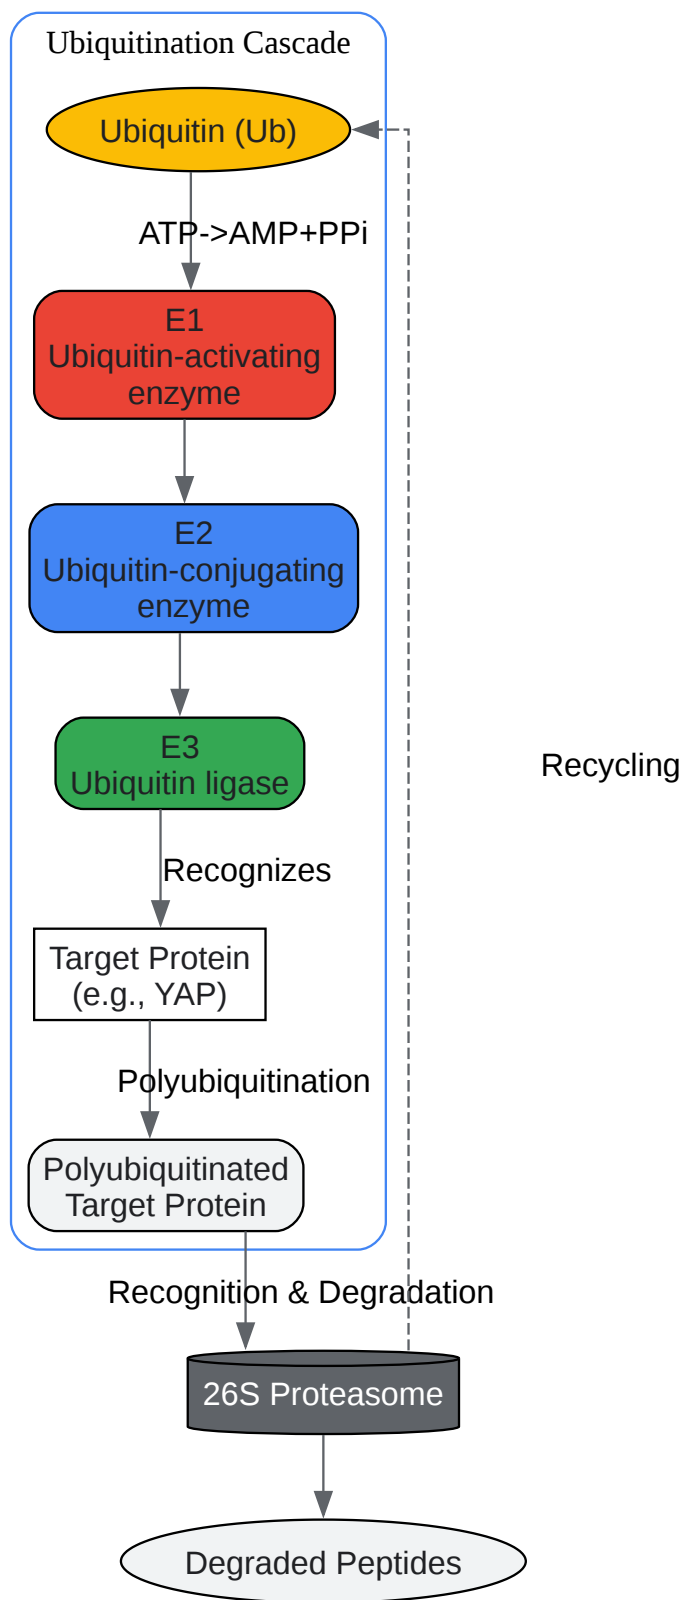 Ubiquitination Cascade
Ubiquitin (Ub)
ATP->AMP+PPi
E1
Ubiquitin-activating
enzyme
E2
Ubiquitin-conjugating
enzyme
E3
Ubiquitin ligase
Recycling
Recognizes
Target Protein
(e.g., YAP)
Polyubiquitination
Polyubiquitinated
Target Protein
Recognition & Degradation
26S Proteasome
Degraded Peptides